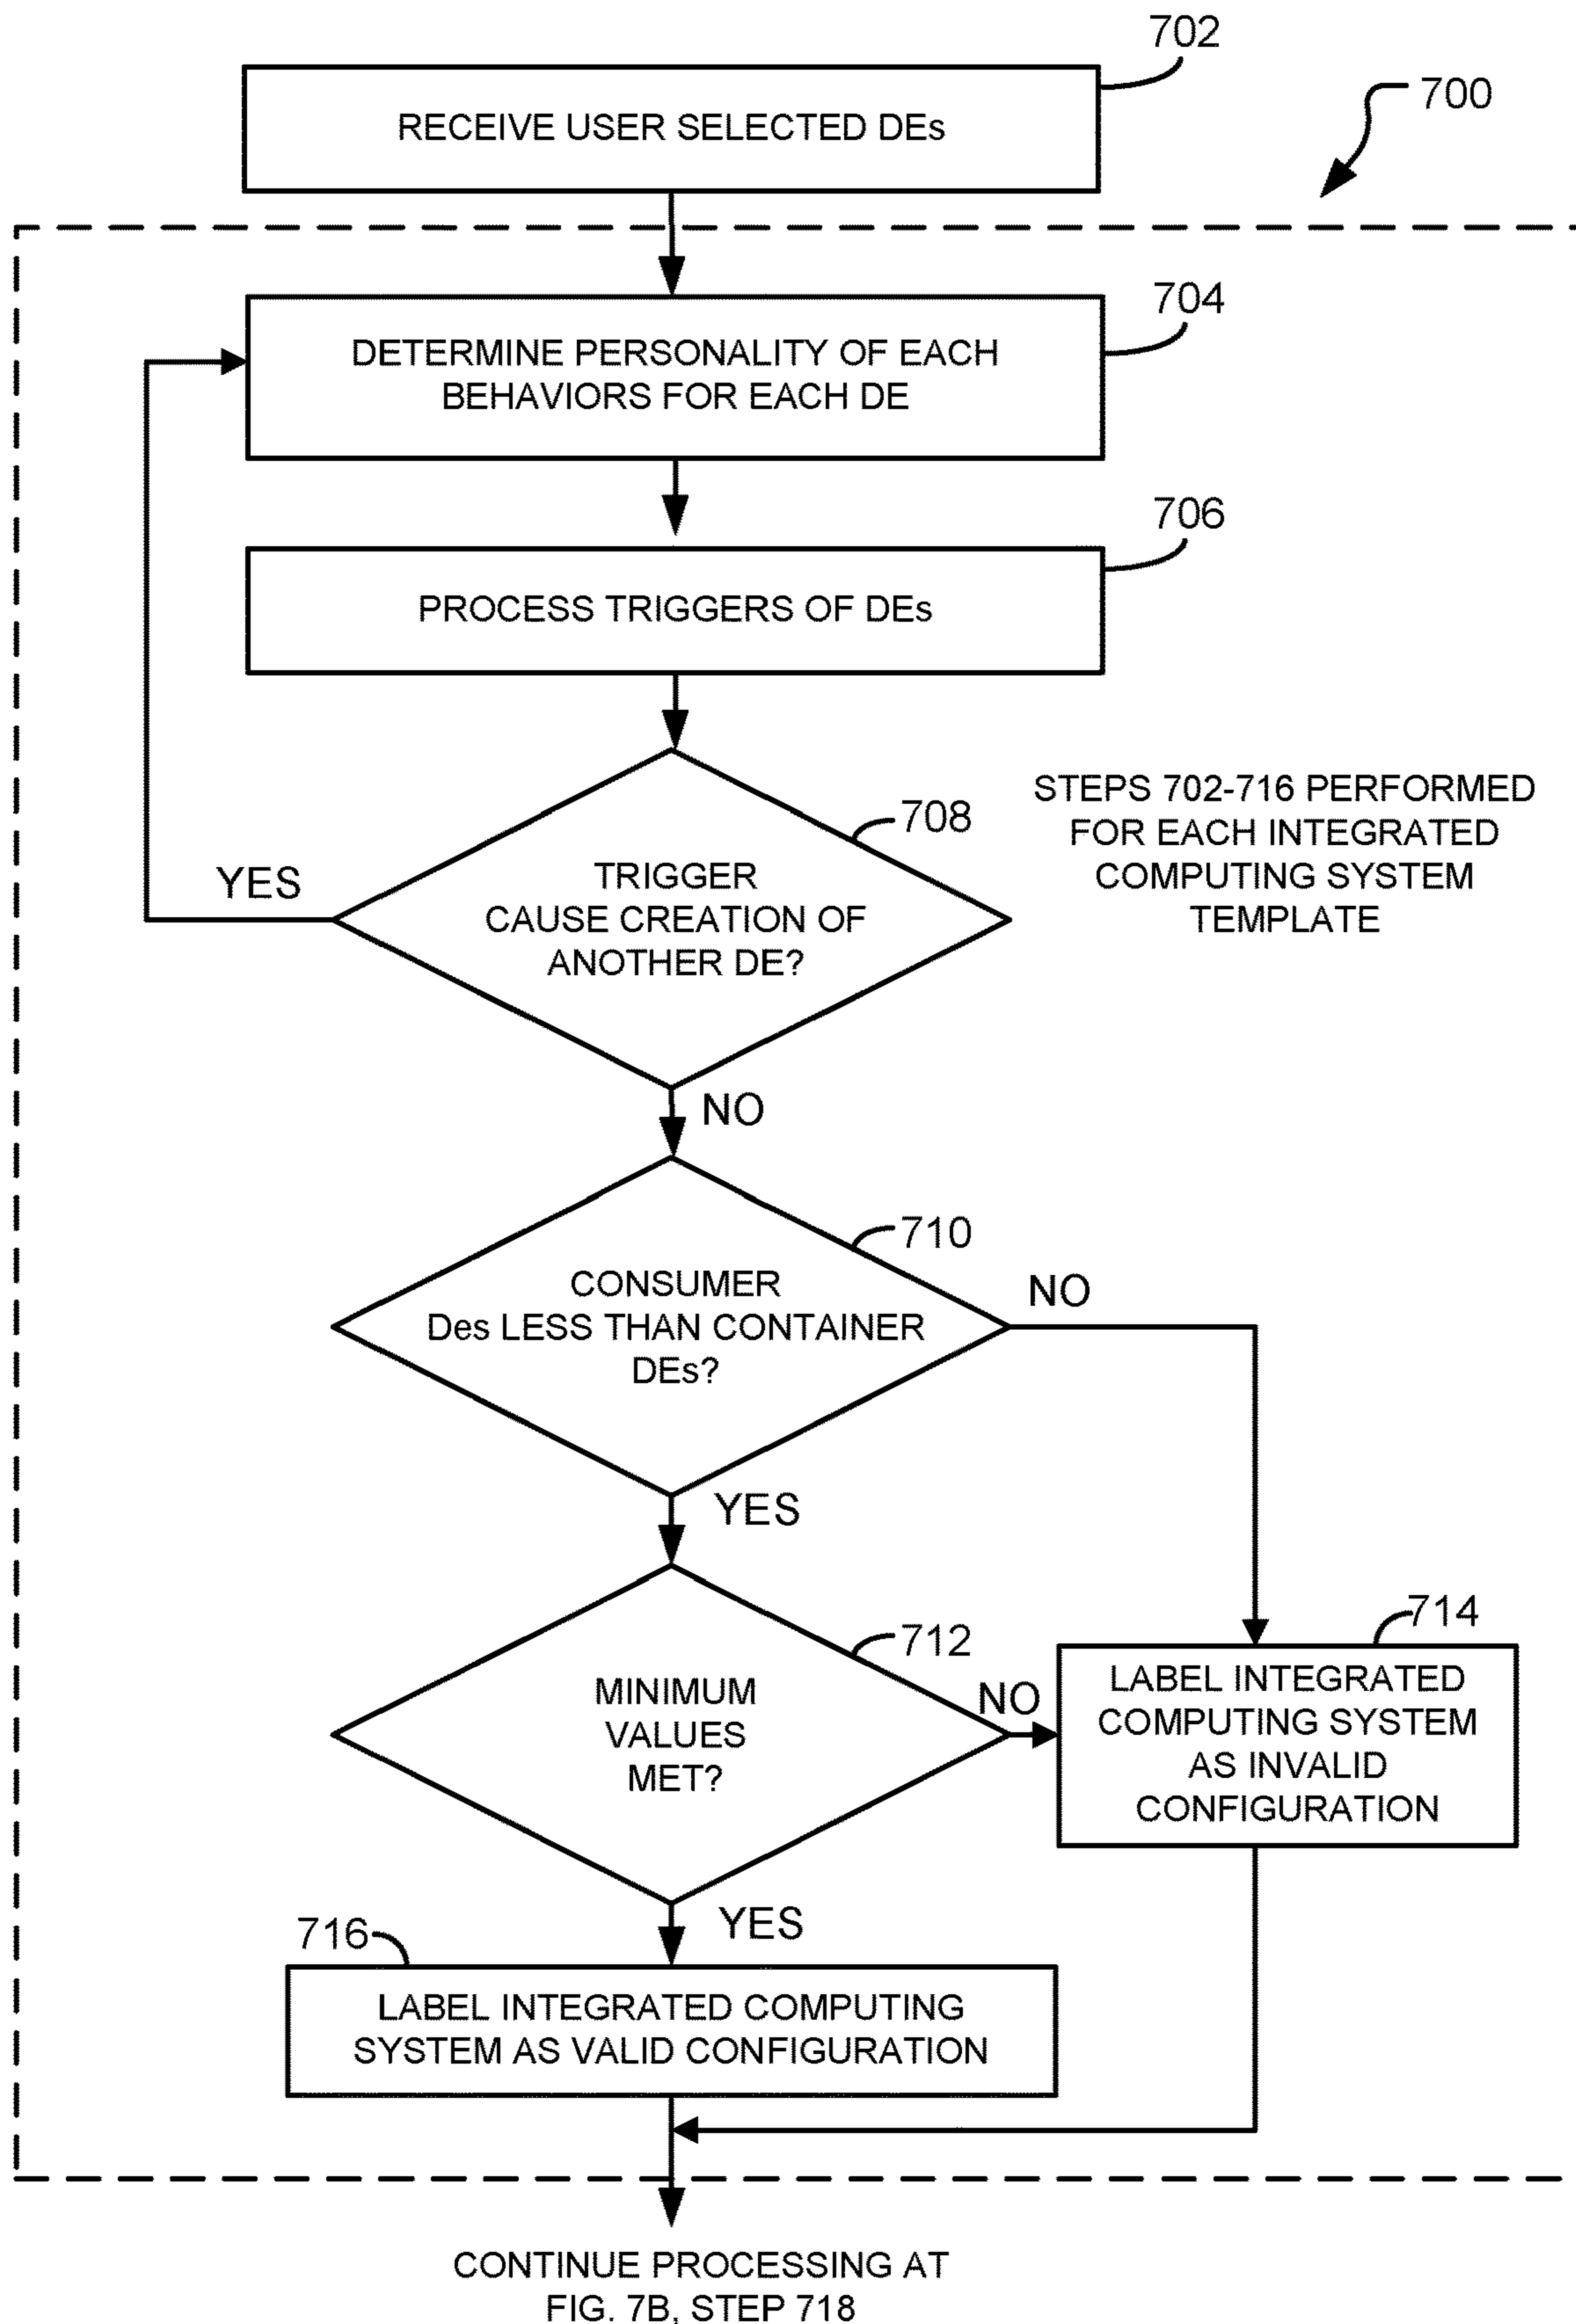 702
RECEIVE USER SELECTED DEs
700
704
DETERMINE PERSONALITY OF EACH
BEHAVIORS FOR EACH DE
706
PROCESS TRIGGERS OF DEs
708
TRIGGER
CAUSE CREATION OF
ANOTHER DE?
YES
STEPS 702-716 PERFORMED
FOR EACH INTEGRATED
COMPUTING SYSTEM
TEMPLATE
NO
710
CONSUMER
Des LESS THAN CONTAINER
DEs?
NO
YES
712
MINIMUM
VALUES
MET?
NO
714
LABEL INTEGRATED
COMPUTING SYSTEM
AS INVALID
CONFIGURATION
YES
716
LABEL INTEGRATED COMPUTING
SYSTEM AS VALID CONFIGURATION
CONTINUE PROCESSING AT
FIG. 7B, STEP 718